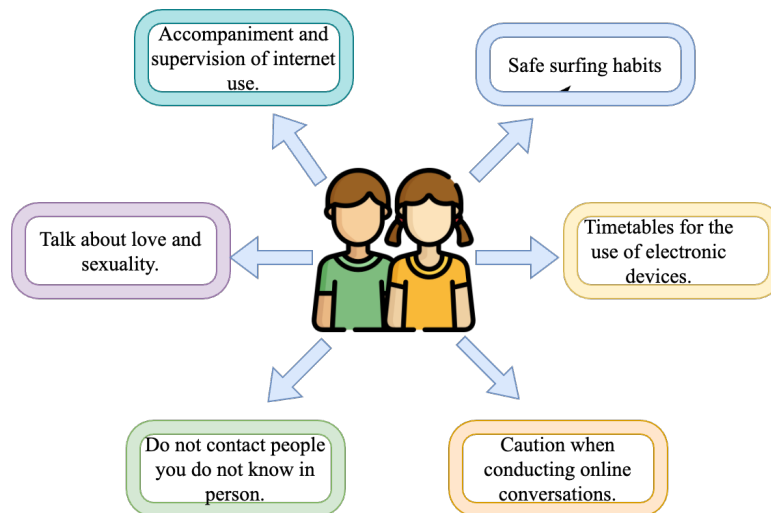 Accompaniment and
supervision of internet
use.
Safe surfing habits
Talk about love and
sexuality.
Timetables for the
use of electronic
devices.
Do not contact people
you do not know in
person.
Caution when
conducting online
conversations.